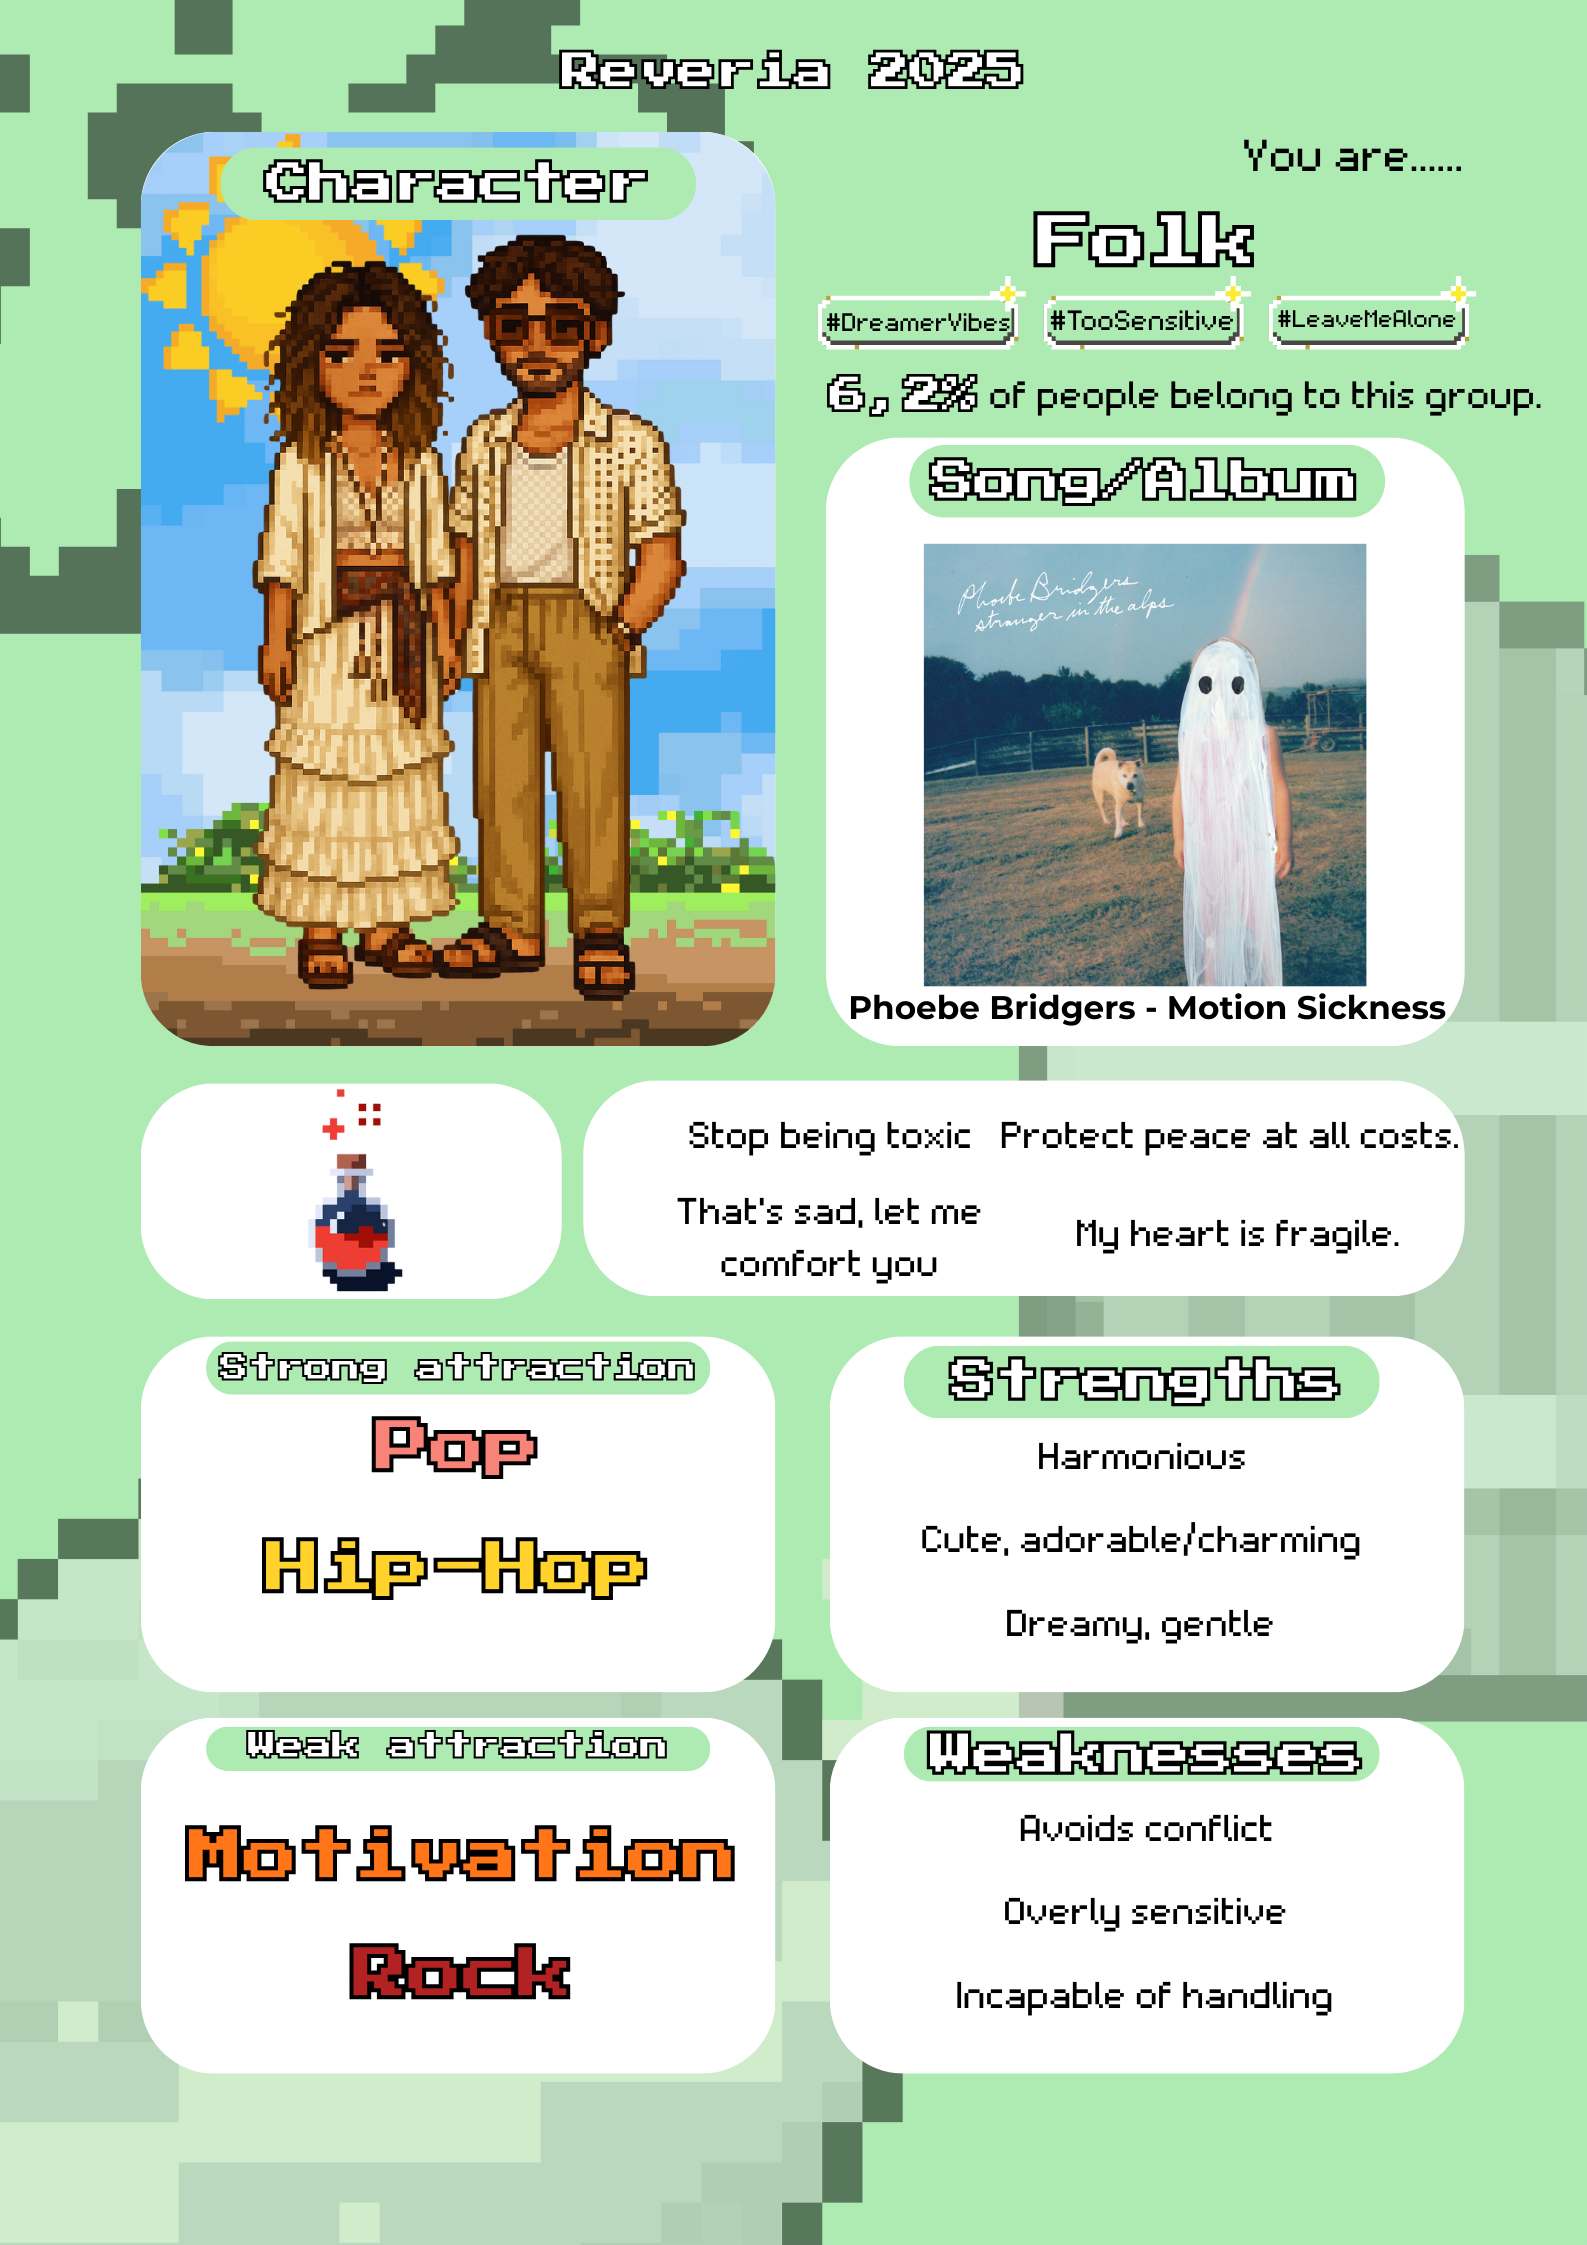 Reveria 2025
Character
You are......
Folk
#DreamerVibes
#TooSensitive
#LeaveMeAlone
6,2% of people belong to this group.
Song/Album
Phoebe Bridgers
stranger in the alps
Phoebe Bridgers - Motion Sickness
Stop being toxic
Protect peace at all costs.
That's sad, let me
comfort you
My heart is fragile.
Strong attraction
Pop
Hip-Hop
Strengths
Harmonious
Cute, adorable/charming
Dreamy, gentle
Weak attraction
Motivation
Rock
Weaknesses
Avoids conflict
Overly sensitive
Incapable of handling